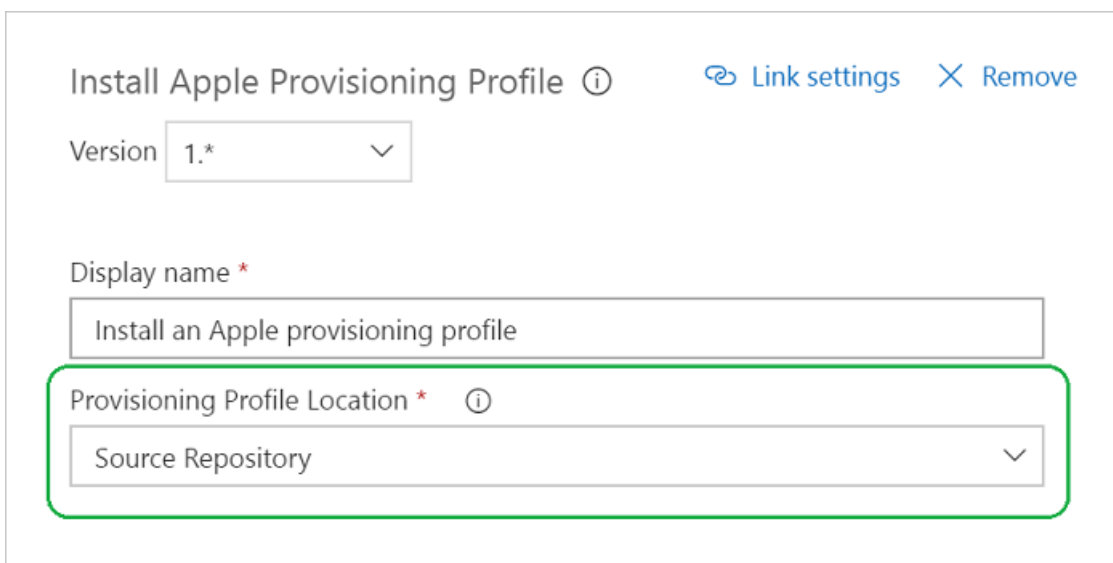 Install Apple Provisioning Profile
Link settings
Remove
Version
1.*
Display name *
Install an Apple provisioning profile
Provisioning Profile Location *
Source Repository